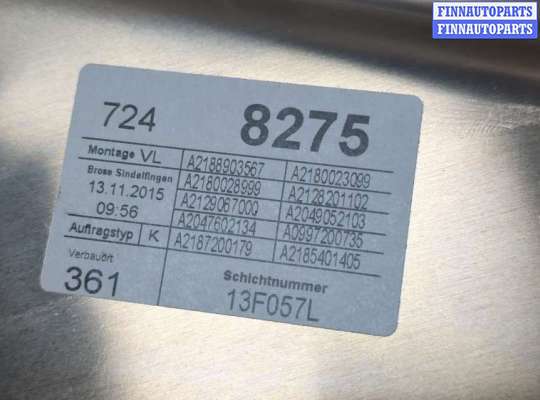 FINNAUTOPARTS
FINNAUTOPARTS
724 8275
Montage VL
Brose Sindelfingen
13.11.2015
09:56
Auftragstyp K
Verbauort
361
A2188903567 A2180023099
A2180028999 A2128201102
A2129067000 A2049052103
A2047602134 A0997200735
A2187200179 A2185401405
Schichtnummer
13F057L